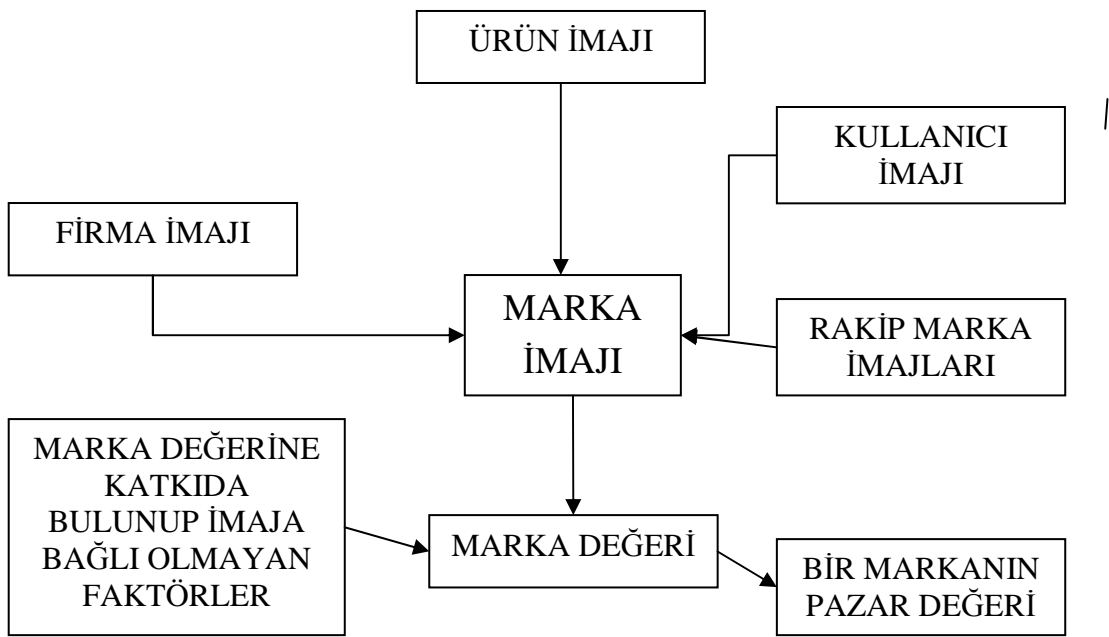 ÜRÜN İMAJI
KULLANICI
İMAJI
FİRMA İMAJI
MARKA
İMAJI
RAKİP MARKA
İMAJLARI
MARKA DEĞERİNE
KATKIDA
BULUNUP İMAJA
BAĞLI OLMAYAN
FAKTÖRLER
MARKA DEĞERİ
BİR MARKANIN
PAZAR DEĞERİ